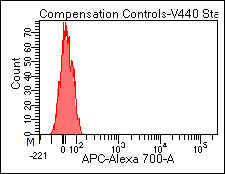 Compensation Controls-V440 Sta
Count
0 10 20 30 40 50 60 70
M
-221 0 10² 10³ 10⁴ 10⁵
APC-Alexa 700-A